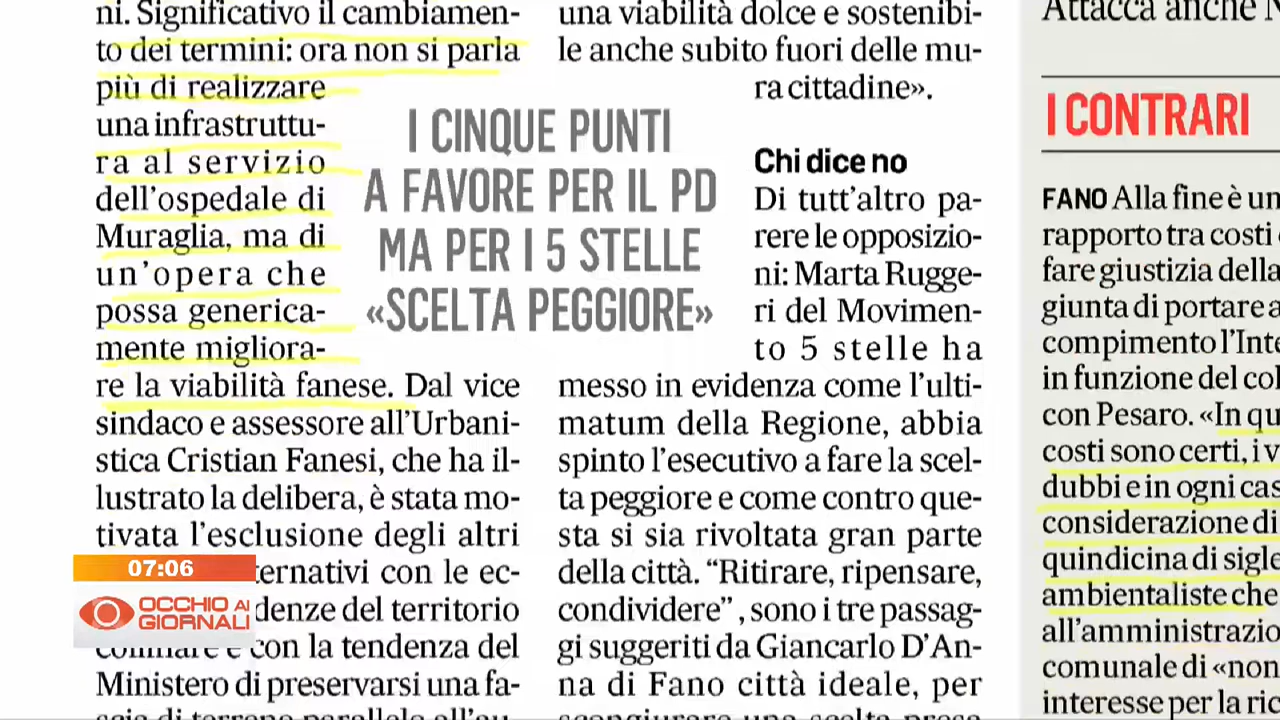 ni. Significativo il cambiamen-
to dei termini: ora non si parla
più di realizzare
una infrastruttu-
ra al servizio
dell'ospedale di
Muraglia, ma di
un'opera che
possa generica-
mente migliora-
re la viabilità fanese. Dal vice
sindaco e assessore all'Urbani-
stica Cristian Fanesi, che ha il-
lustrato la delibera, è stata mo-
tivata l'esclusione degli altri
ternativi con le ec-
denze del territorio
con la tendenza del
Ministero di preservarsi una fa-
I CINQUE PUNTI
A FAVORE PER IL PD
MA PER I 5 STELLE
«SCELTA PEGGIORE»
una viabilità dolce e sostenibi-
le anche subito fuori delle mu-
ra cittadine».
Chi dice no
Di tutt'altro pa-
rere le opposizio-
ni: Marta Rugge-
ri del Movimen-
to 5 stelle ha
messo in evidenza come l'ulti-
matum della Regione, abbia
spinto l'esecutivo a fare la scel-
ta peggiore e come contro que-
sta si sia rivoltata gran parte
della città. “Ritirare, ripensare,
condividere”, sono i tre passag-
gi suggeriti da Giancarlo D'An-
na di Fano città ideale, per
scongiurare una scelta presa
Attacca anche
I CONTRARI
FANO Alla fine è un
rapporto tra costi
fare giustizia della
giunta di portare a
compimento l'Inte
in funzione del col
con Pesaro. «In qu
costi sono certi, i v
dubbi e in ogni cas
considerazione di
quindicina di sigle
ambientaliste che
all'amministrazio
comunale di «non
interesse per la ric
07:06
OCCHIO AI
GIORNALI